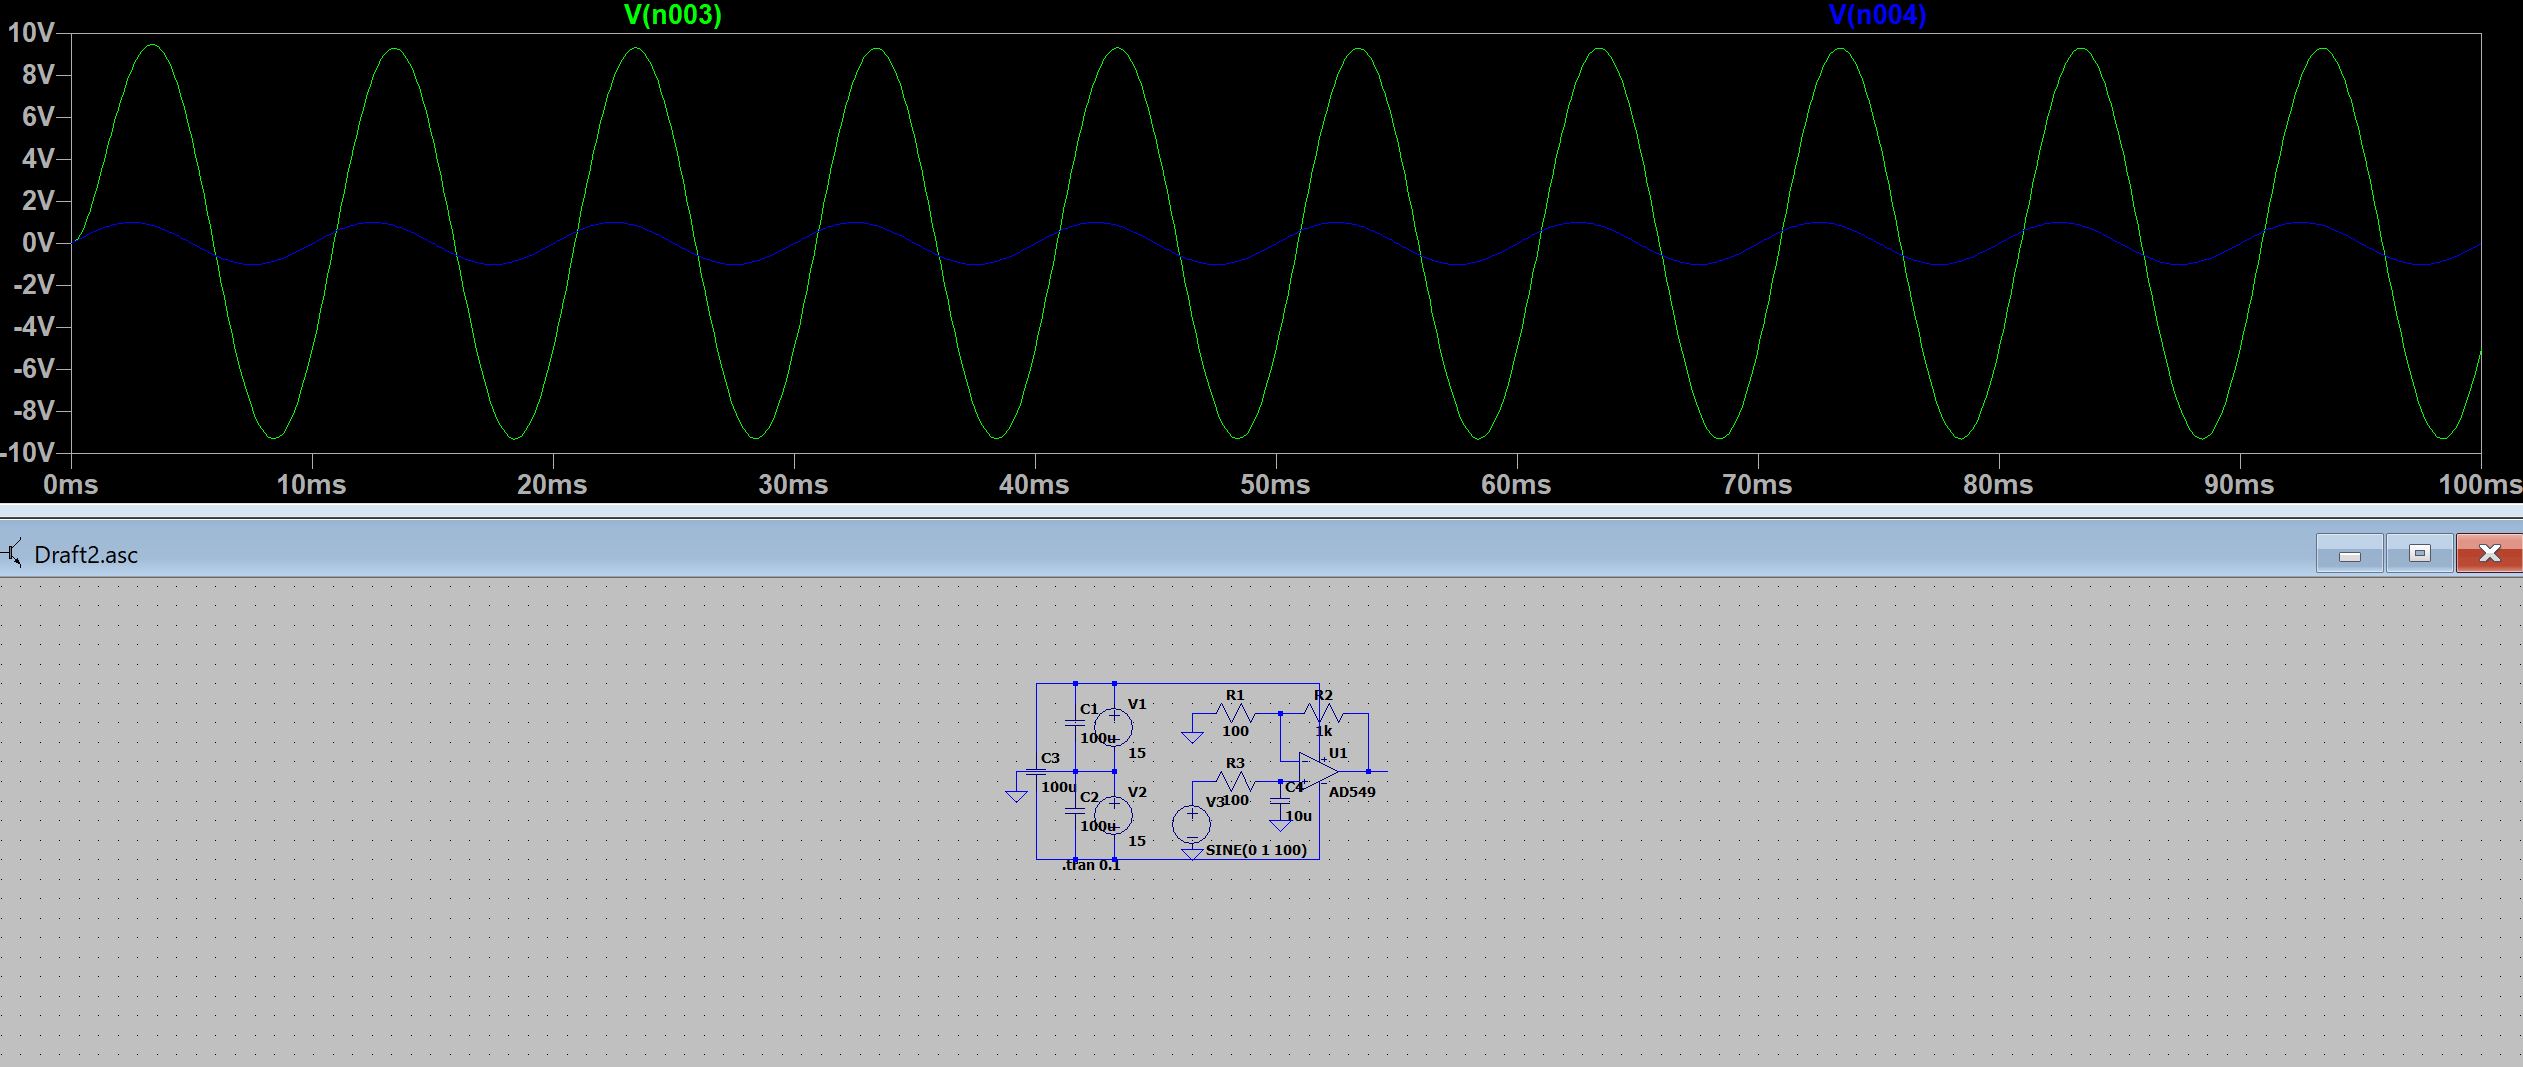 V(n003) V(n004)
10V
8V
6V
4V
2V
0V
-2V
-4V
-6V
-8V
-10V
0ms 10ms 20ms 30ms 40ms 50ms 60ms 70ms 80ms 90ms 100ms
Draft2.asc
R1 R2
C1 V1
100 1k
100u
15 U1
C3 R3
100u C4 AD549
C2 V2
V3 100
10u
100u
15 SINE(0 1 100)
.tran 0.1